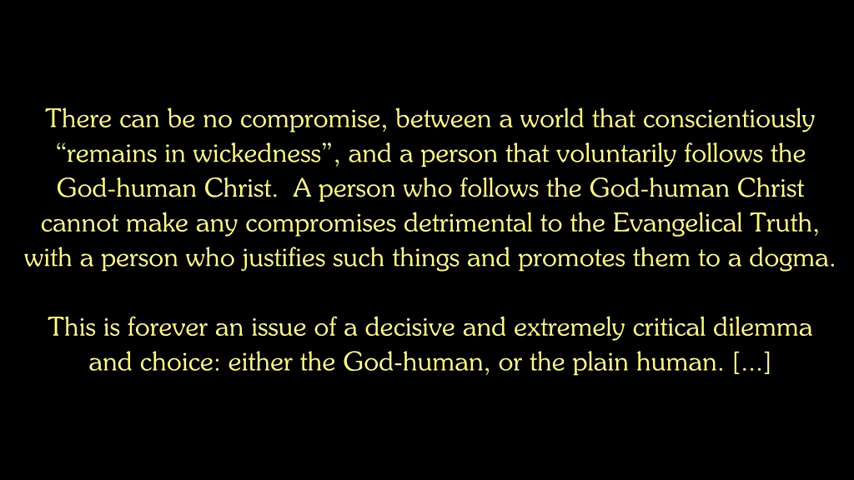 There can be no compromise, between a world that conscientiously
“remains in wickedness”, and a person that voluntarily follows the
God-human Christ.  A person who follows the God-human Christ
cannot make any compromises detrimental to the Evangelical Truth,
with a person who justifies such things and promotes them to a dogma.
This is forever an issue of a decisive and extremely critical dilemma
and choice: either the God-human, or the plain human. [...]